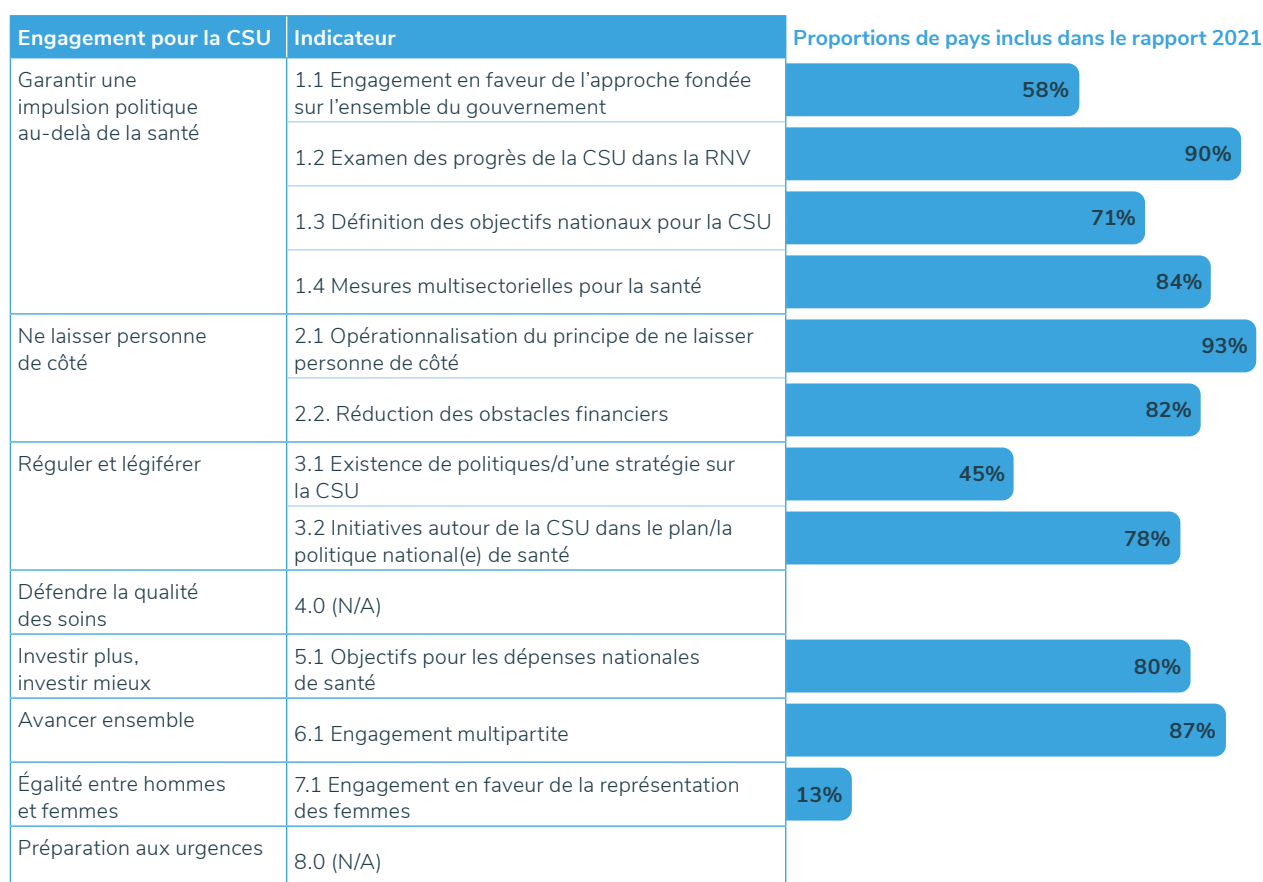 Engagement pour la CSU
Indicateur
Proportions de pays inclus dans le rapport 2021
Garantir une
impulsion politique
au-delà de la santé
1.1 Engagement en faveur de l’approche fondée
sur l’ensemble du gouvernement
58%
1.2 Examen des progrès de la CSU dans la RNV
90%
1.3 Définition des objectifs nationaux pour la CSU
71%
1.4 Mesures multisectorielles pour la santé
84%
Ne laisser personne
de côté
2.1 Opérationnalisation du principe de ne laisser
personne de côté
93%
2.2. Réduction des obstacles financiers
82%
Réguler et légiférer
3.1 Existence de politiques/d’une stratégie sur
la CSU
45%
3.2 Initiatives autour de la CSU dans le plan/la
politique national(e) de santé
78%
Défendre la qualité
des soins
4.0 (N/A)
Investir plus,
investir mieux
5.1 Objectifs pour les dépenses nationales
de santé
80%
Avancer ensemble
6.1 Engagement multipartite
87%
Égalité entre hommes
et femmes
7.1 Engagement en faveur de la représentation
des femmes
13%
Préparation aux urgences
8.0 (N/A)